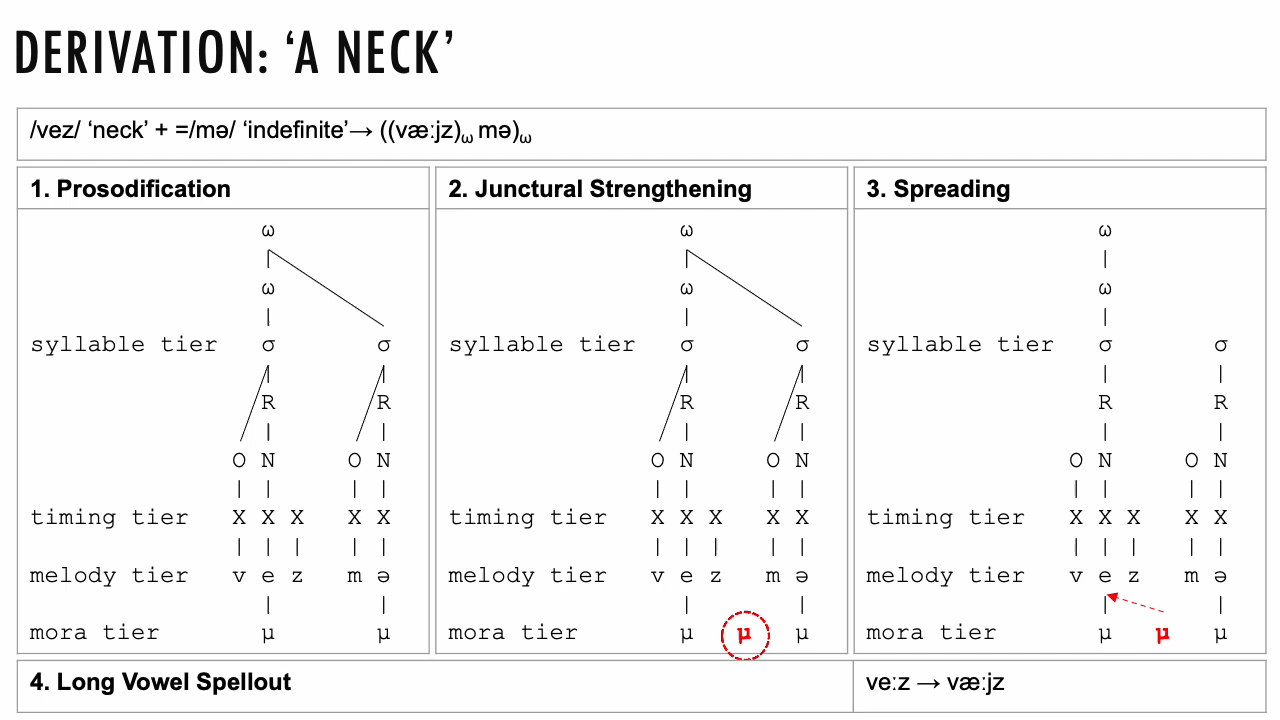 DERIVATION: ‘A NECK’
/vez/ ‘neck’ + =/mə/ ‘indefinite’→ ((væːjz)ω mə)ω
1. Prosodification
ω
ω
syllable tier σ σ
R R
O N O N
timing tier X X X X X
melody tier v e z m ə
mora tier μ μ
2. Junctural Strengthening
ω
ω
syllable tier σ σ
R R
O N O N
timing tier X X X X X
melody tier v e z m ə
mora tier μ μ μ
3. Spreading
ω
ω
syllable tier σ σ
R R
O N O N
timing tier X X X X X
melody tier v e z m ə
mora tier μ μ μ
4. Long Vowel Spellout
veːz → væːjz